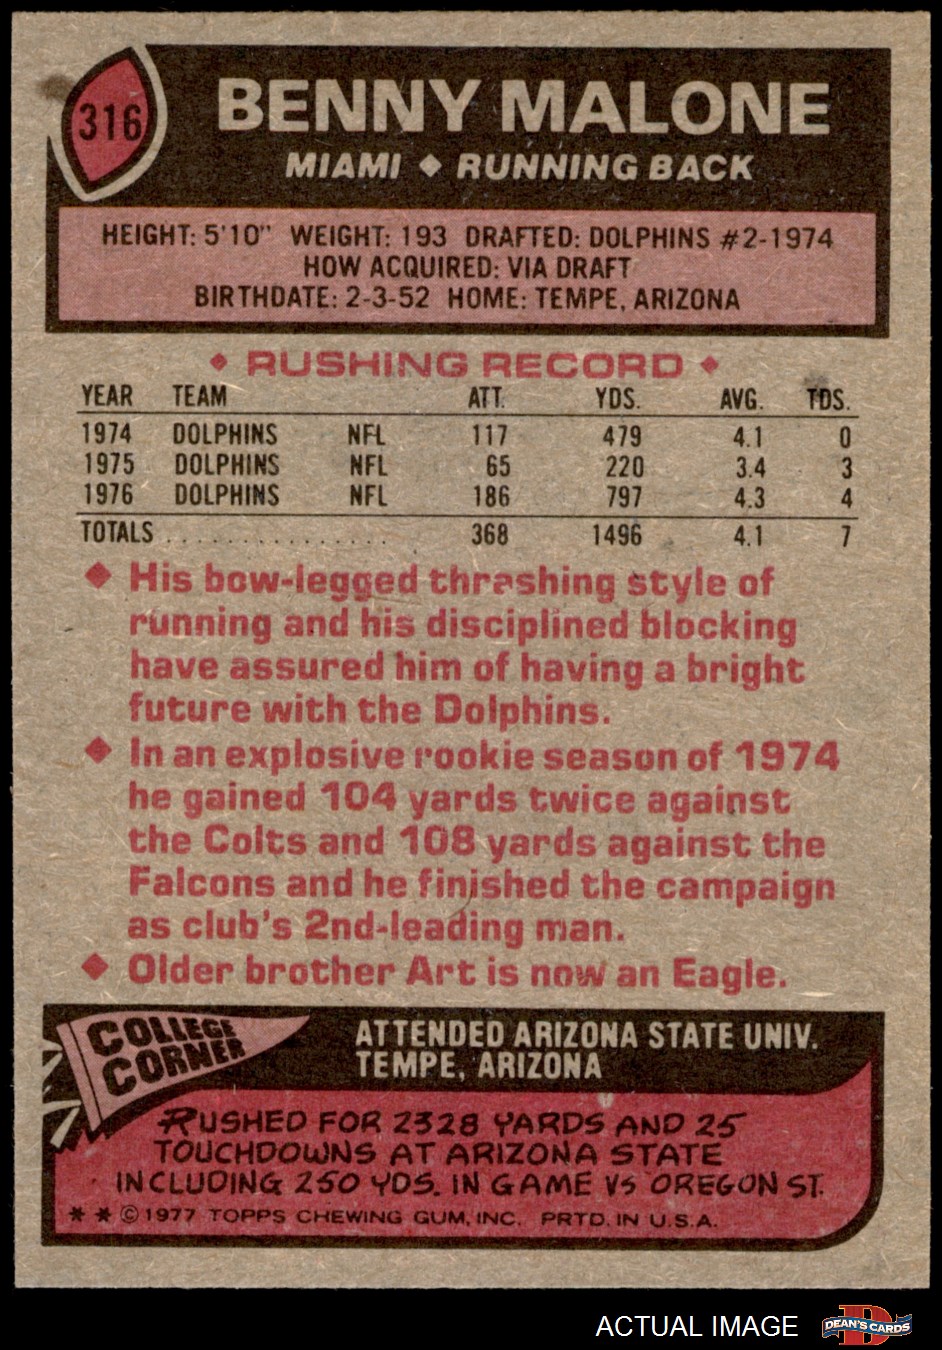 316
BENNY MALONE
MIAMI ◆ RUNNING BACK
HEIGHT: 5'10" WEIGHT: 193 DRAFTED: DOLPHINS #2-1974
HOW ACQUIRED: VIA DRAFT
BIRTHDATE: 2-3-52 HOME: TEMPE, ARIZONA
◆ RUSHING RECORD ◆
YEAR TEAM ATT. YDS. AVG. TDS.
1974 DOLPHINS NFL 117 479 4.1 0
1975 DOLPHINS NFL 65 220 3.4 3
1976 DOLPHINS NFL 186 797 4.3 4
TOTALS . . . . . . . . . . . . . . . 368 1496 4.1 7
◆ His bow-legged thrashing style of
running and his disciplined blocking
have assured him of having a bright
future with the Dolphins.
◆ In an explosive rookie season of 1974
he gained 104 yards twice against
the Colts and 108 yards against the
Falcons and he finished the campaign
as club's 2nd-leading man.
◆ Older brother Art is now an Eagle.
COLLEGE
CORNER
ATTENDED ARIZONA STATE UNIV.
TEMPE, ARIZONA
RUSHED FOR 2328 YARDS AND 25
TOUCHDOWNS AT ARIZONA STATE
INCLUDING 250 YDS. IN GAME VS OREGON ST.
* * © 1977 TOPPS CHEWING GUM, INC. PRTD. IN U.S.A.
ACTUAL IMAGE
DEAN'S CARDS